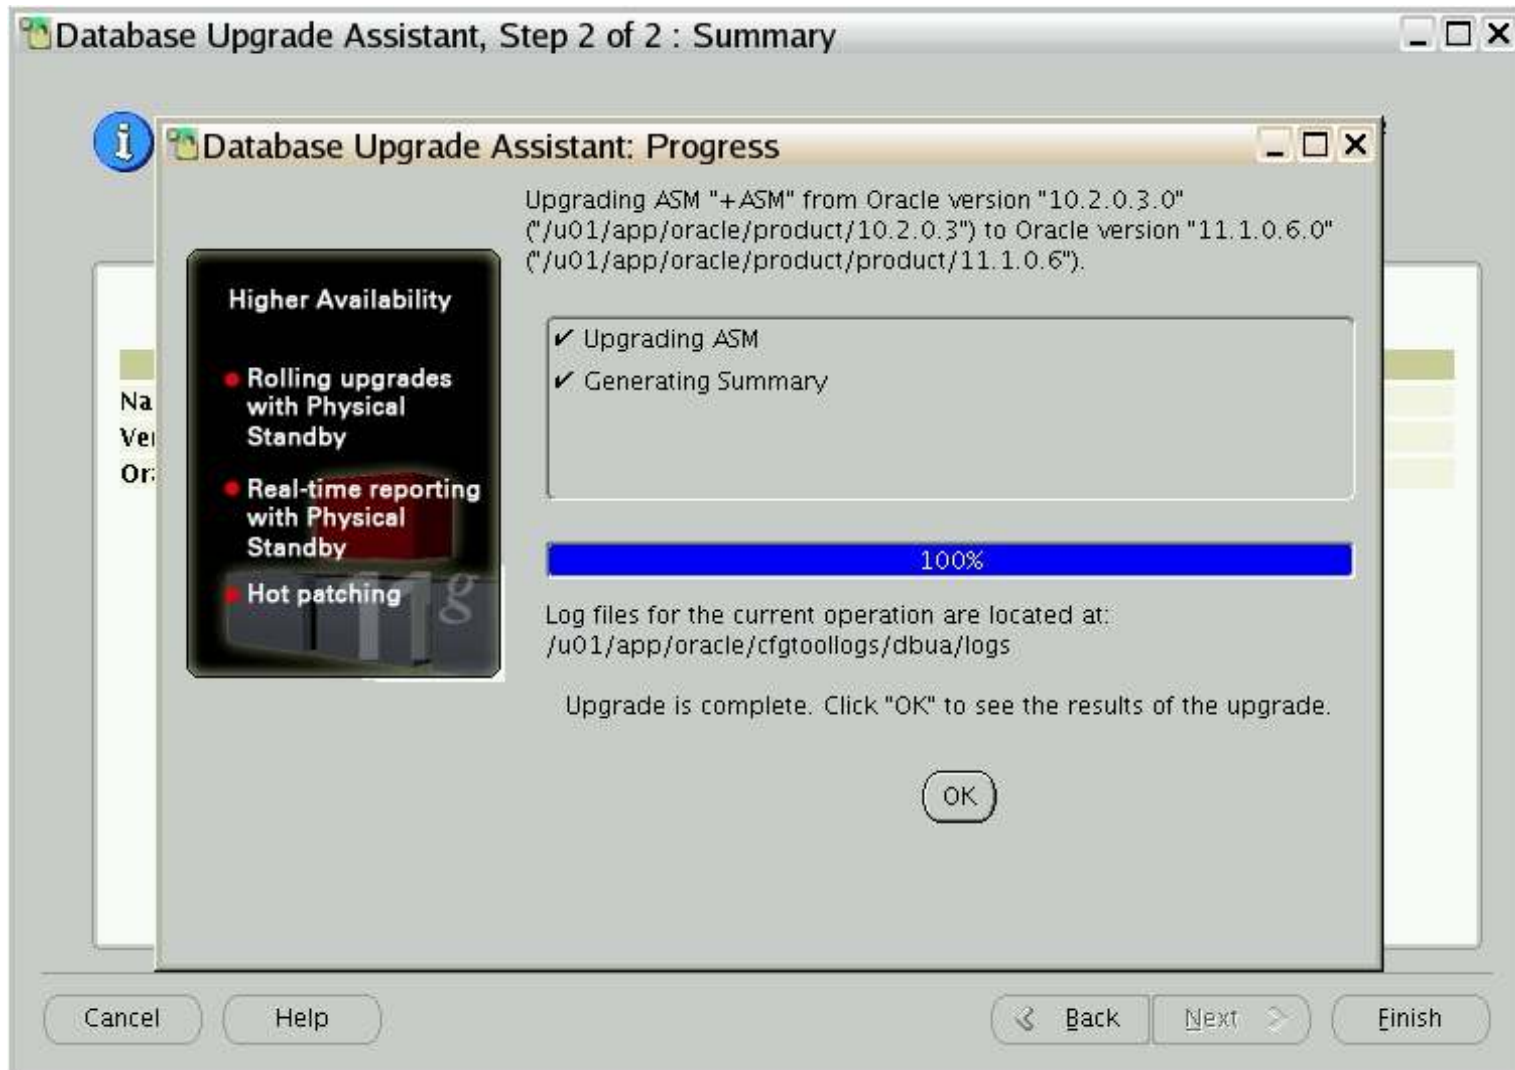 Database Upgrade Assistant, Step 2 of 2 : Summary
Database Upgrade Assistant: Progress
Upgrading ASM "+ASM" from Oracle version "10.2.0.3.0"
("/u01/app/oracle/product/10.2.0.3") to Oracle version "11.1.0.6.0"
("/u01/app/oracle/product/product/11.1.0.6").
Higher Availability
Rolling upgrades
with Physical
Standby
Real-time reporting
with Physical
Standby
Hot patching
11g
✔ Upgrading ASM
✔ Generating Summary
100%
Log files for the current operation are located at:
/u01/app/oracle/cfgtoollogs/dbua/logs
Upgrade is complete. Click "OK" to see the results of the upgrade.
OK
Na
Ver
Ora
Cancel
Help
Back
Next
Finish